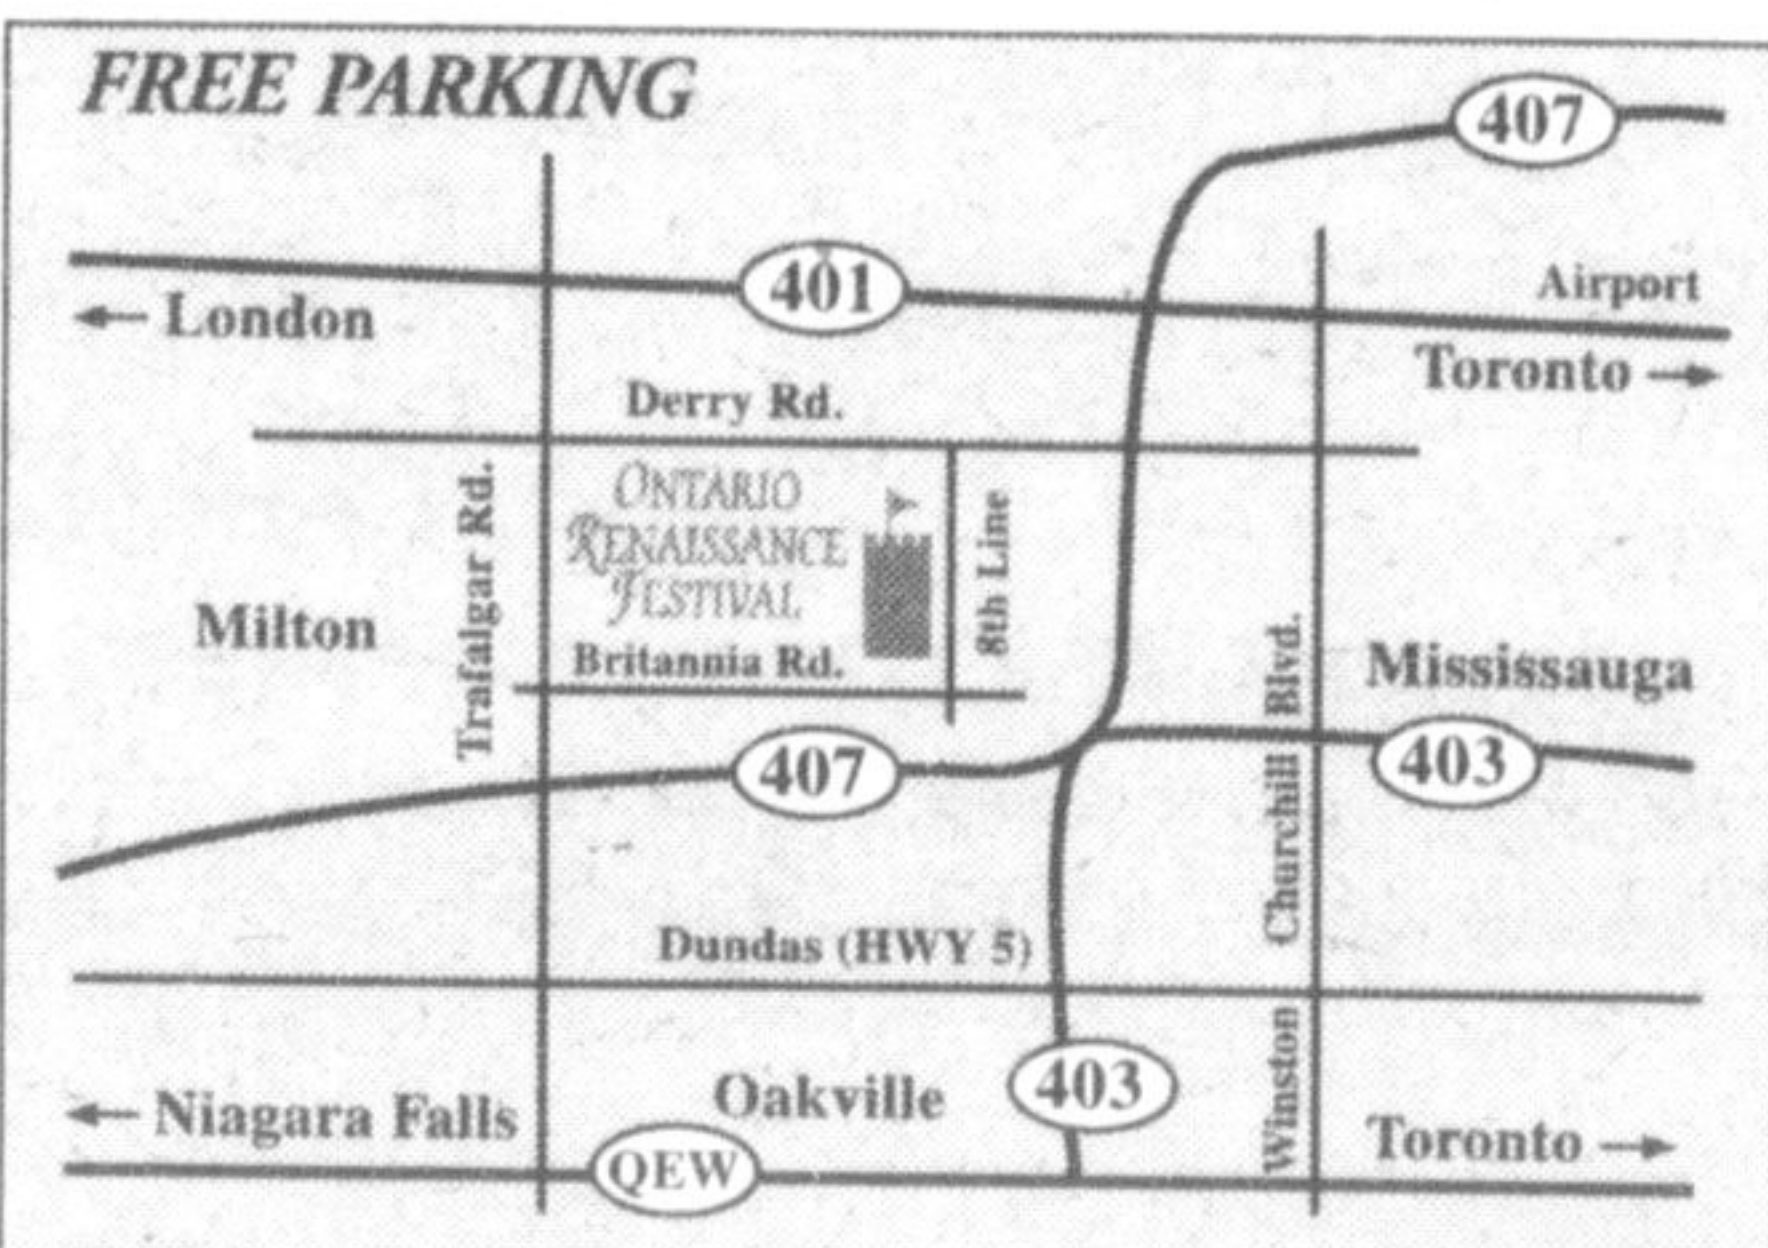 FREE PARKING
407
401
Airport
← London
Toronto →
Derry Rd.
ONTARIO
RENAISSANCE
FESTIVAL
Trafalgar Rd.
8th Line
Milton
Britannia Rd.
Mississauga
407
403
Winston Churchill Blvd.
Dundas (HWY 5)
403
Oakville
← Niagara Falls
Toronto →
QEW